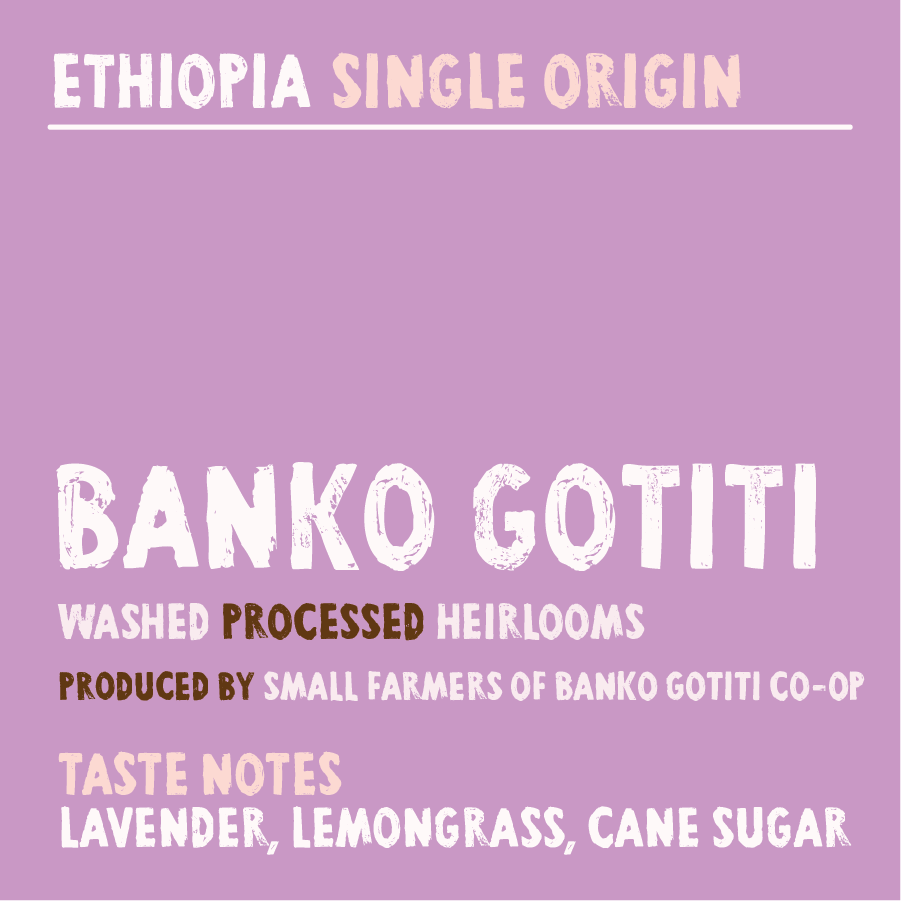 ETHIOPIA SINGLE ORIGIN
BANKO GOTITI
WASHED PROCESSED HEIRLOOMS
PRODUCED BY SMALL FARMERS OF BANKO GOTITI CO-OP
TASTE NOTES
LAVENDER, LEMONGRASS, CANE SUGAR